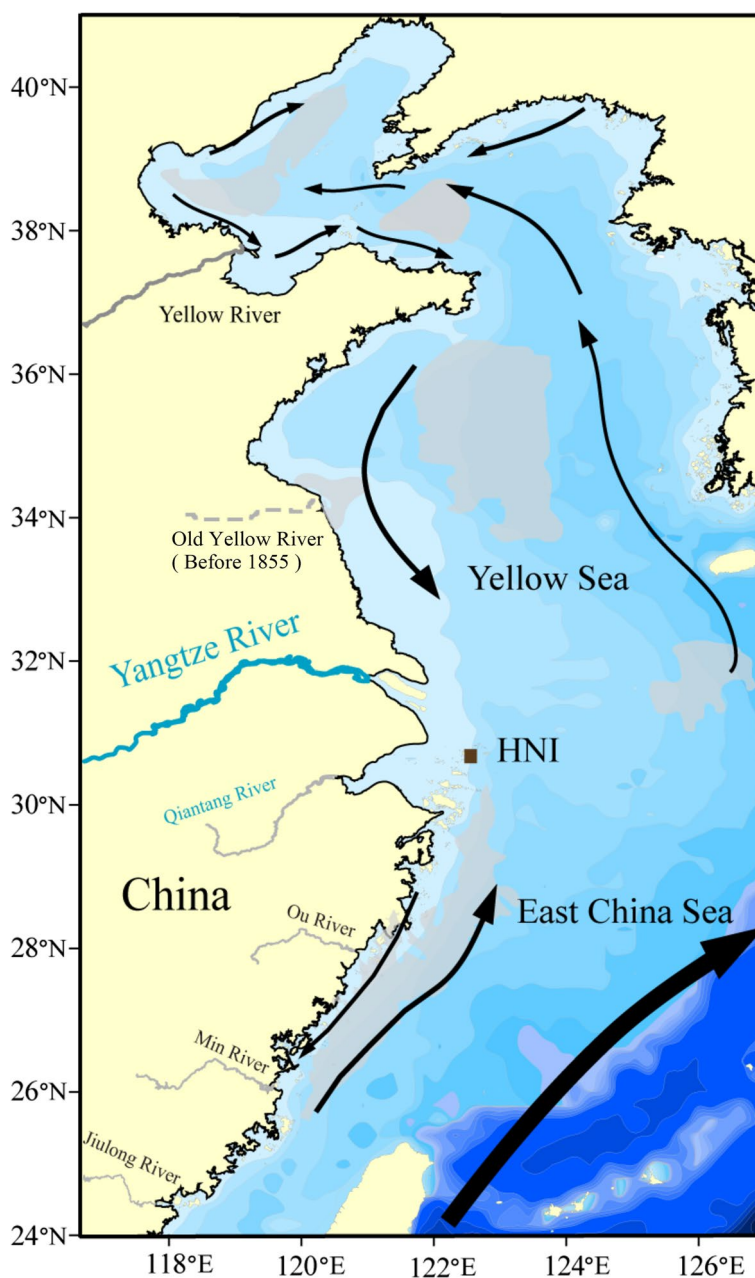 40°N
38°N
Yellow River
36°N
34°N
Old Yellow River
( Before 1855 )
Yellow Sea
Yangtze River
32°N
HNI
30°N
Qiantang River
China
East China Sea
Ou River
28°N
Min River
26°N
Jiulong River
24°N
118°E
120°E
122°E
124°E
126°E